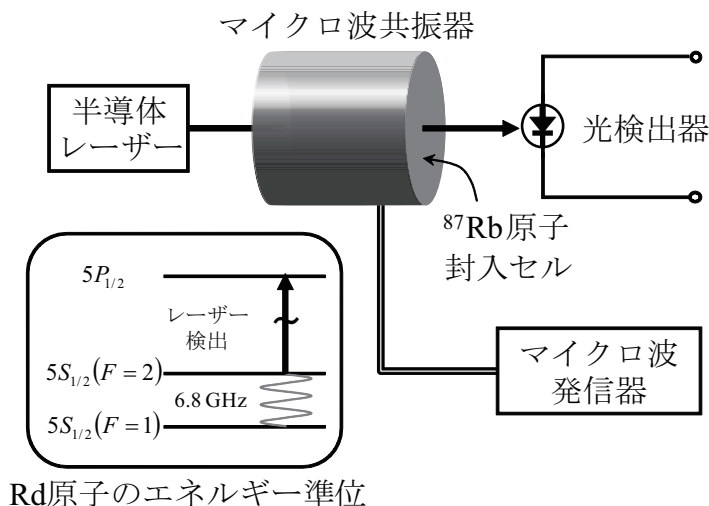 マイクロ波共振器
半導体
レーザー
光検出器
⁸⁷Rb原子
封入セル
マイクロ波
発信器
5P₁/₂
レーザー
検出
5S₁/₂(F=2)
6.8 GHz
5S₁/₂(F=1)
Rd原子のエネルギー準位